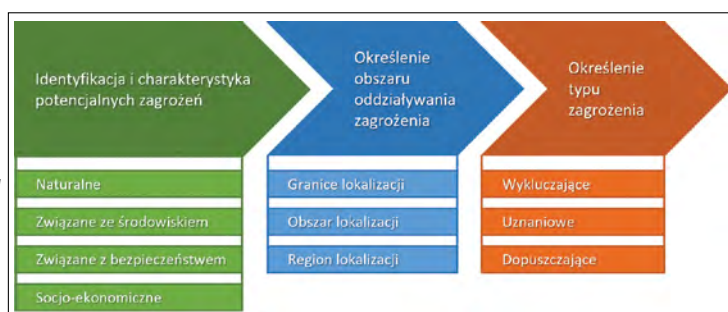 Identyfikacja i charakterystyka
potencjalnych zagrożeń
Naturalne
Związane ze środowiskiem
Związane z bezpieczeństwem
Socjo-ekonomiczne
Określenie
obszaru
oddziaływania
zagrożenia
Granice lokalizacji
Obszar lokalizacji
Region lokalizacji
Określenie
typu
zagrożenia
Wykluczające
Uznaniowe
Dopuszczające